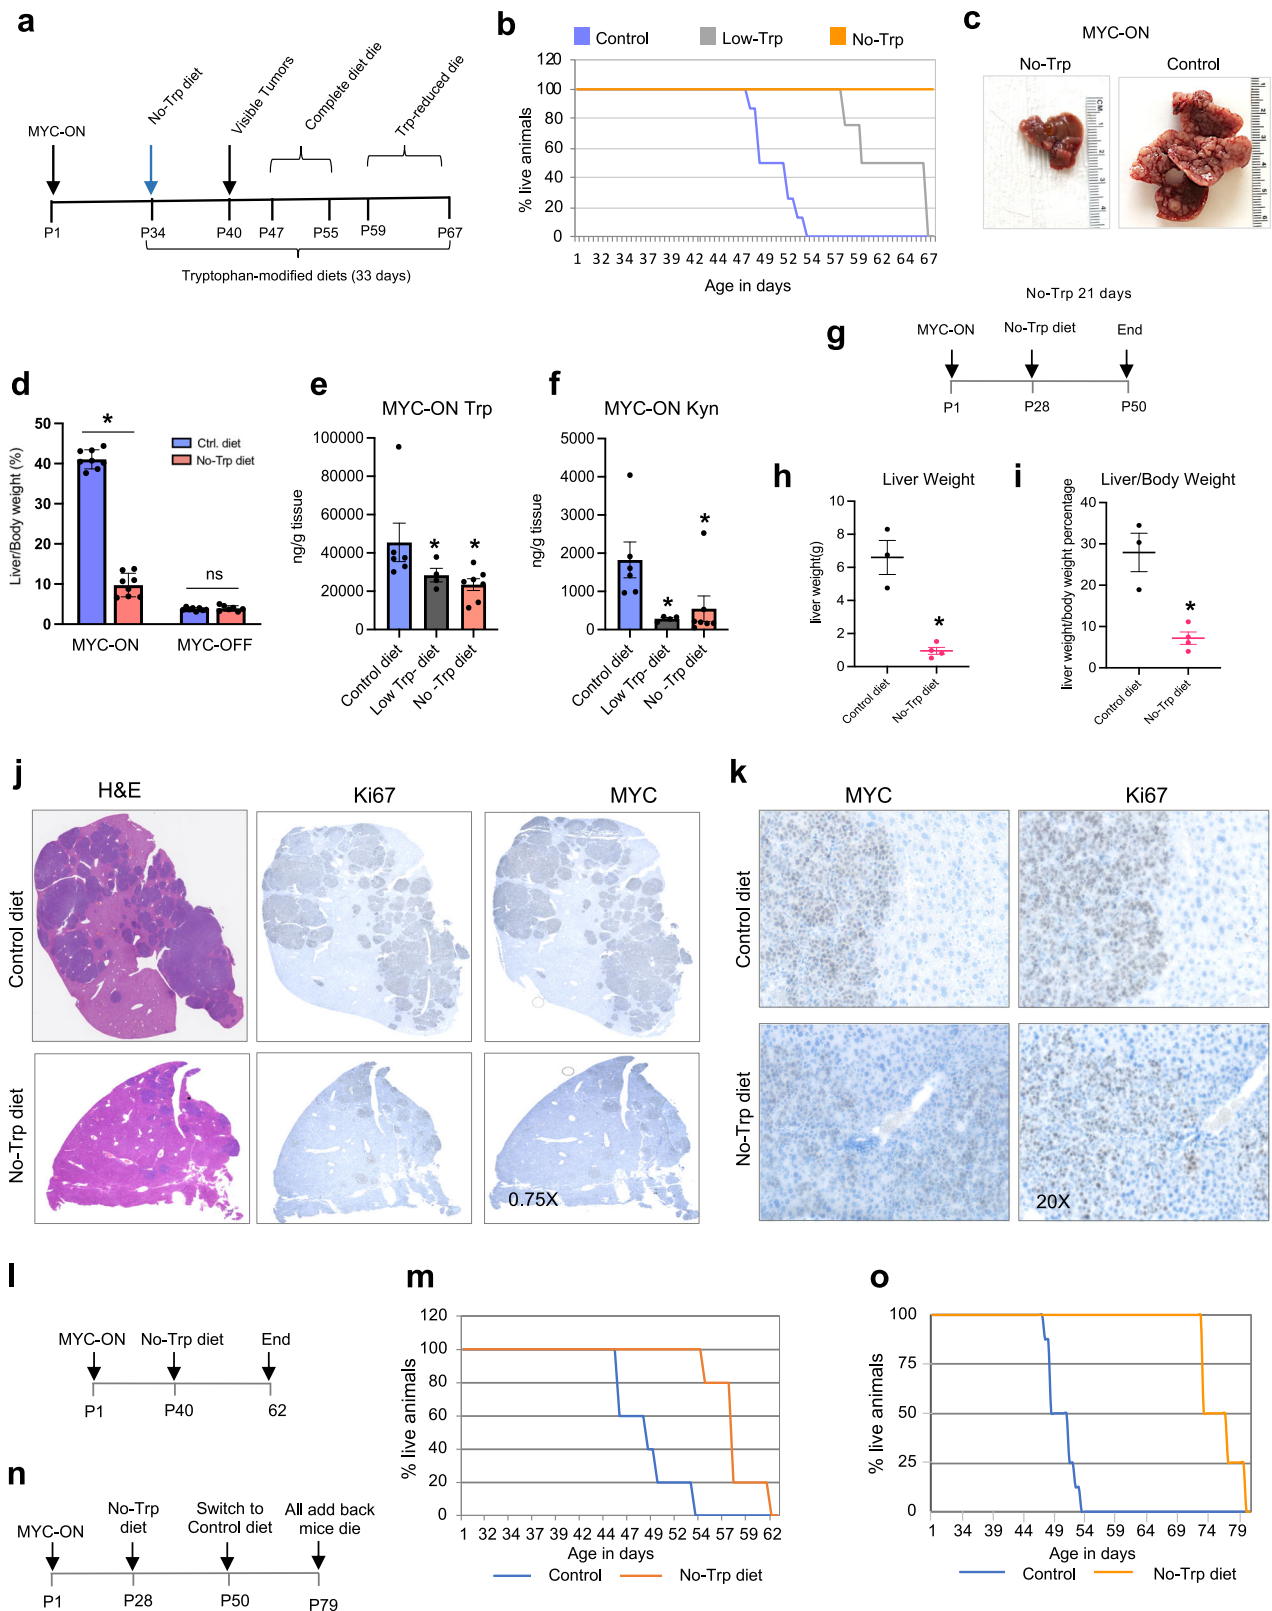 a
MYC-ON
No-Trp diet
Visible Tumors
Complete diet die
Trp-reduced die
P1
P34
P40
P47
P55
P59
P67
Tryptophan-modified diets (33 days)
b
Control
Low-Trp
No-Trp
% live animals
120
100
80
60
40
20
0
1 32 34 37 39 42 44 47 49 52 54 57 59 62 64 67
Age in days
c
MYC-ON
No-Trp
Control
d
Liver/Body weight (%)
50
40
30
20
10
0
*
ns
Ctrl. diet
No-Trp diet
MYC-ON
MYC-OFF
e
MYC-ON Trp
ng/g tissue
100000
80000
60000
40000
20000
0
*
*
Control diet
Low Trp- diet
No -Trp diet
f
MYC-ON Kyn
ng/g tissue
5000
4000
3000
2000
1000
0
*
*
Control diet
Low Trp- diet
No -Trp diet
g
No-Trp 21 days
MYC-ON
No-Trp diet
End
P1
P28
P50
h
Liver Weight
liver weight(g)
10
8
6
4
2
0
*
Control diet
No-Trp diet
i
Liver/Body Weight
liver weight/body weight percentage
40
30
20
10
0
*
Control diet
No-Trp diet
j
H&E
Ki67
MYC
Control diet
No-Trp diet
0.75X
k
MYC
Ki67
Control diet
No-Trp diet
20X
l
MYC-ON
No-Trp diet
End
P1
P40
62
m
% live animals
120
100
80
60
40
20
0
1 32 34 37 39 42 44 47 49 52 54 57 59 62
Age in days
Control
No-Trp diet
n
MYC-ON
No-Trp
diet
Switch to
Control diet
All add back
mice die
P1
P28
P50
P79
o
% live animals
100
75
50
25
0
1 34 39 44 49 54 59 64 69 74 79
Age in days
Control
No-Trp diet